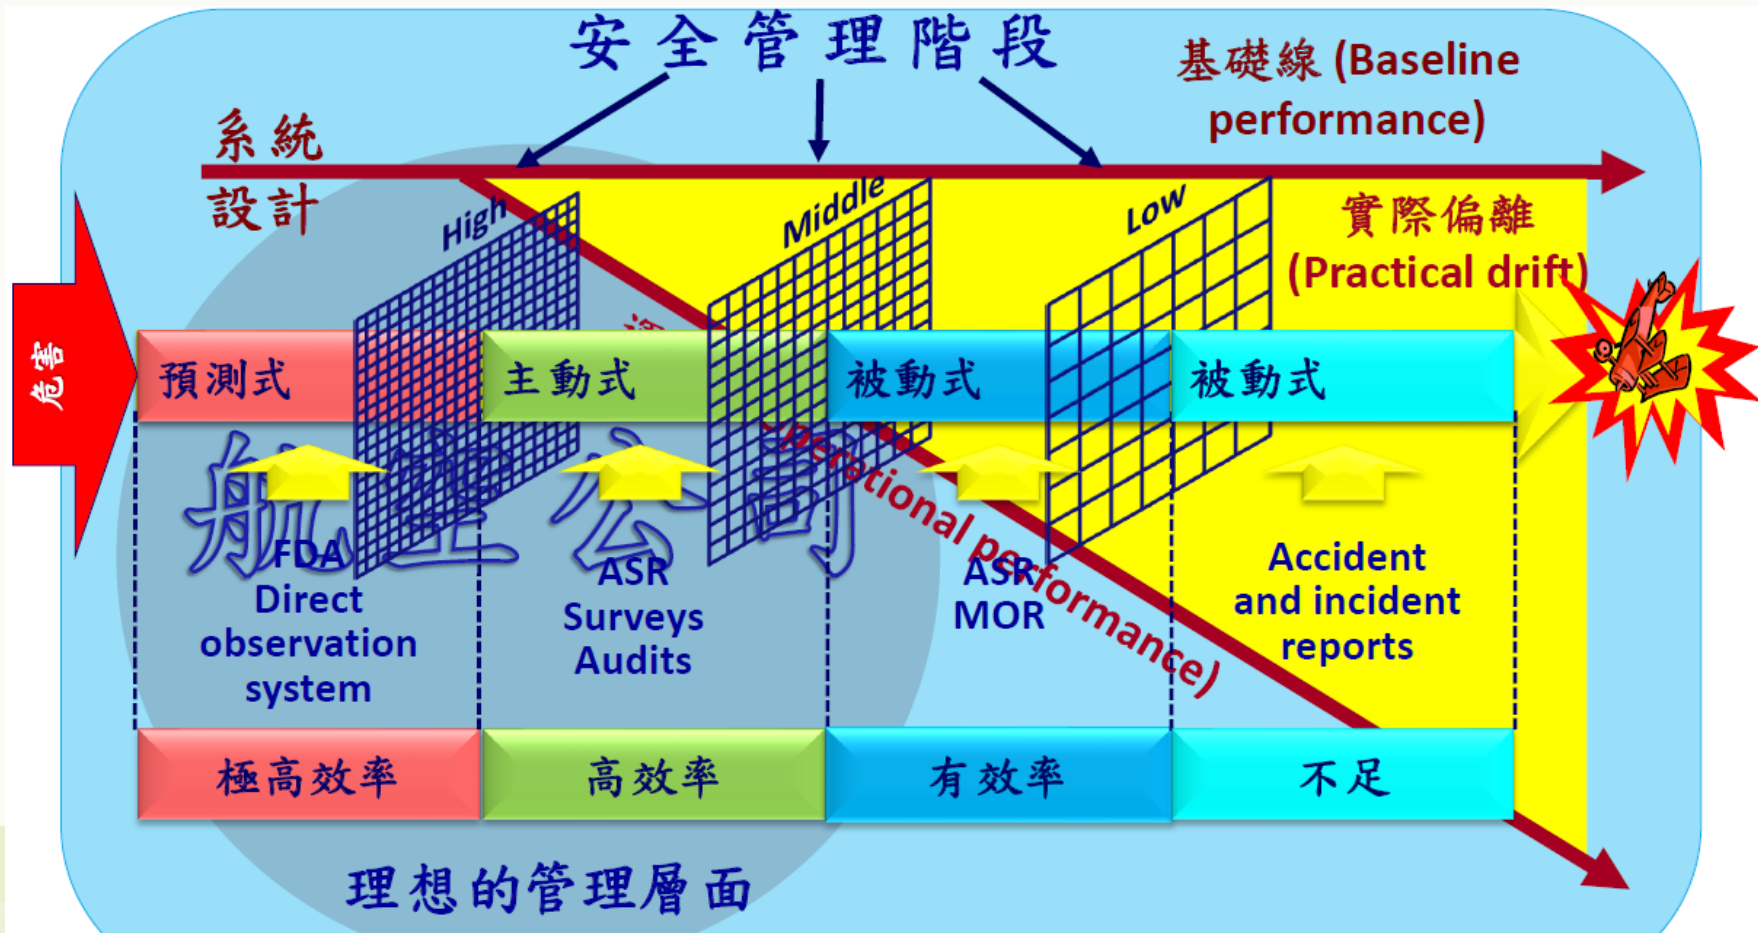 安全管理階段
基礎線 (Baseline
performance)
系統
設計
High
Middle
Low
實際偏離
(Practical drift)
危害
預測式
主動式
被動式
被動式
航空公司
operational performance)
FDA
Direct
observation
system
ASR
Surveys
Audits
ASR
MOR
Accident
and incident
reports
極高效率
高效率
有效率
不足
理想的管理層面